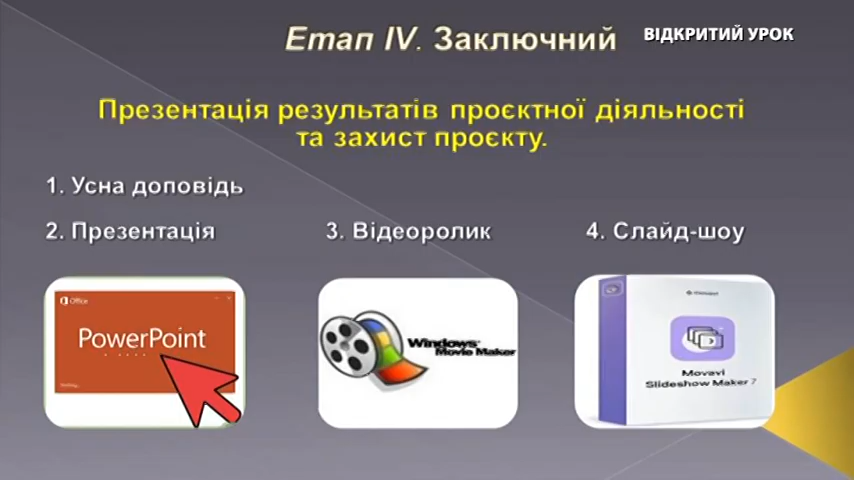 Етап IV. Заключний
ВІДКРИТИЙ УРОК
Презентація результатів проєктної діяльності
та захист проєкту.
1. Усна доповідь
2. Презентація
3. Відеоролик
4. Слайд-шоу
Office
PowerPoint
Windows
Movie Maker
movavi
Movavi
Slideshow Maker 7